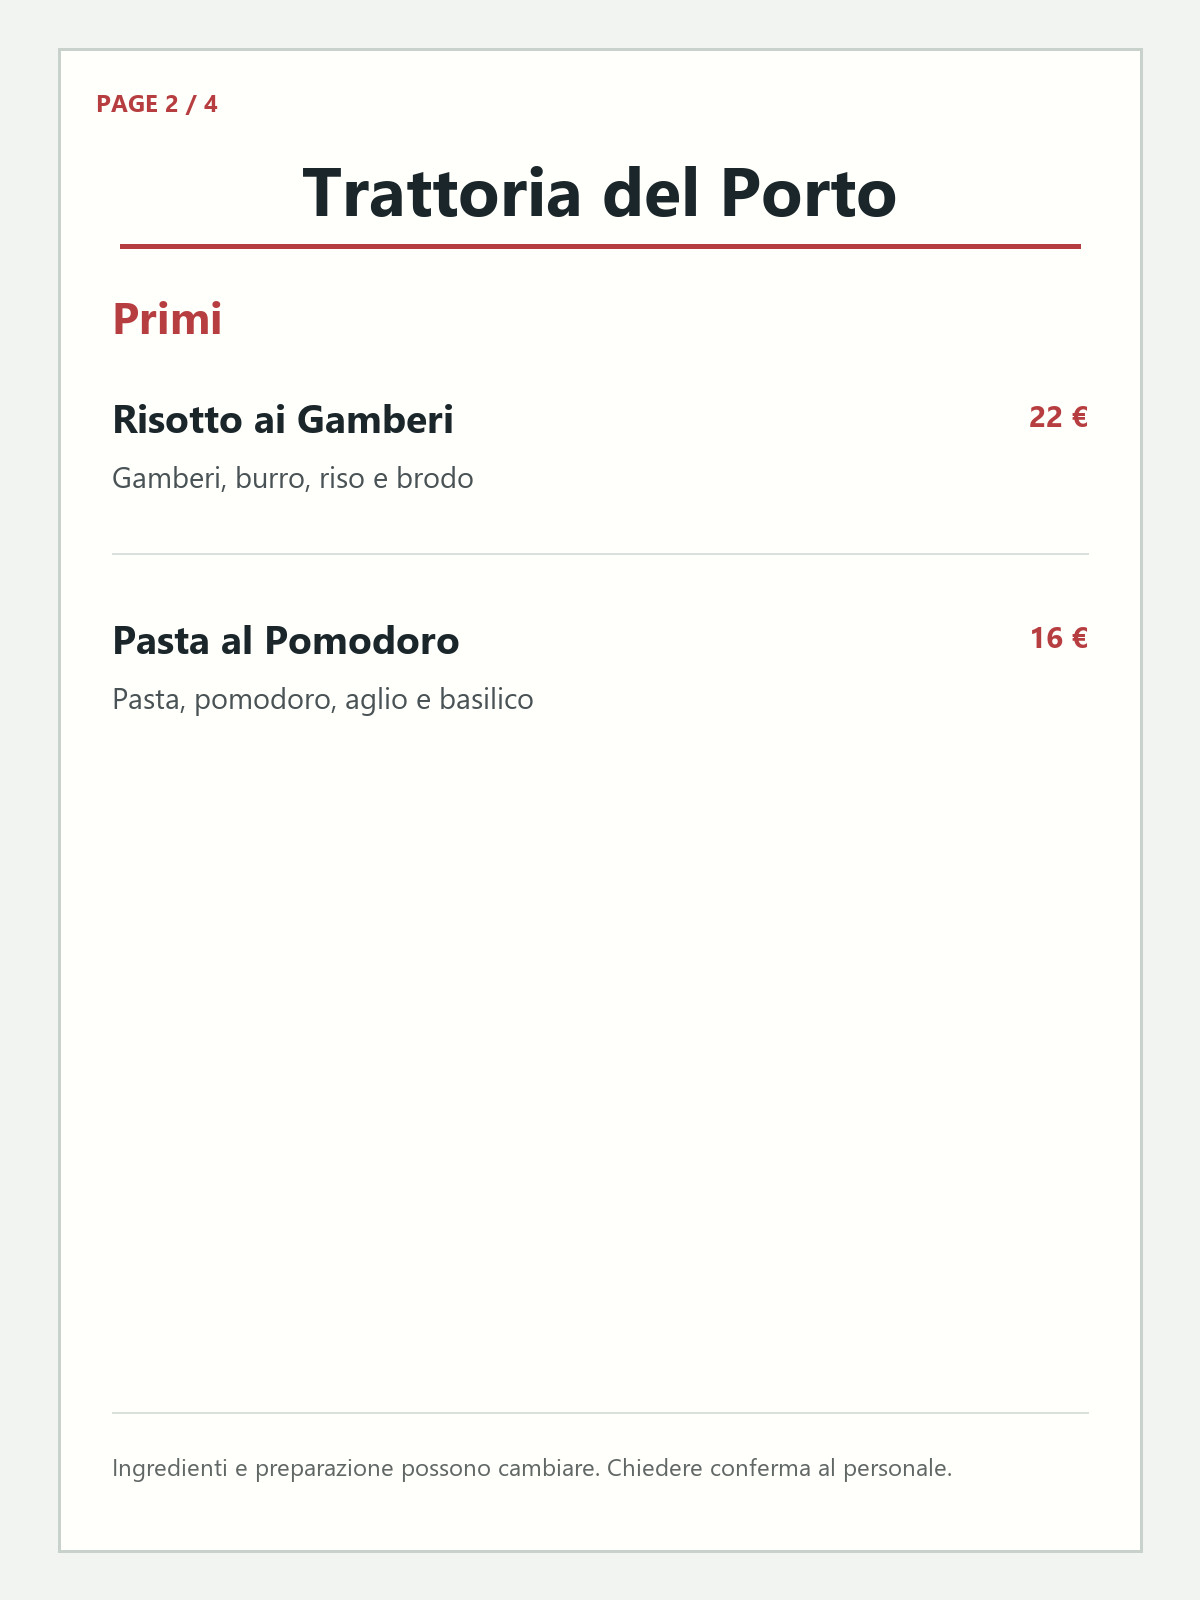 PAGE 2 / 4
Trattoria del Porto
Primi
Risotto ai Gamberi 22 €
Gamberi, burro, riso e brodo
Pasta al Pomodoro 16 €
Pasta, pomodoro, aglio e basilico
Ingredienti e preparazione possono cambiare. Chiedere conferma al personale.